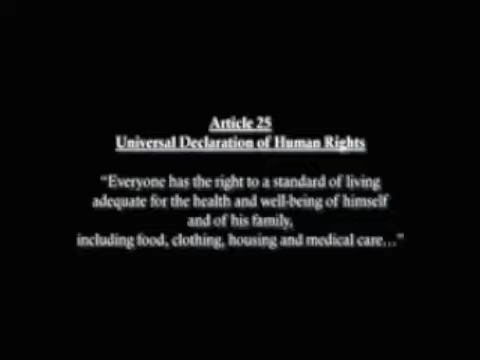 Article 25
Universal Declaration of Human Rights
“Everyone has the right to a standard of living
adequate for the health and well-being of himself
and of his family,
including food, clothing, housing and medical care...”